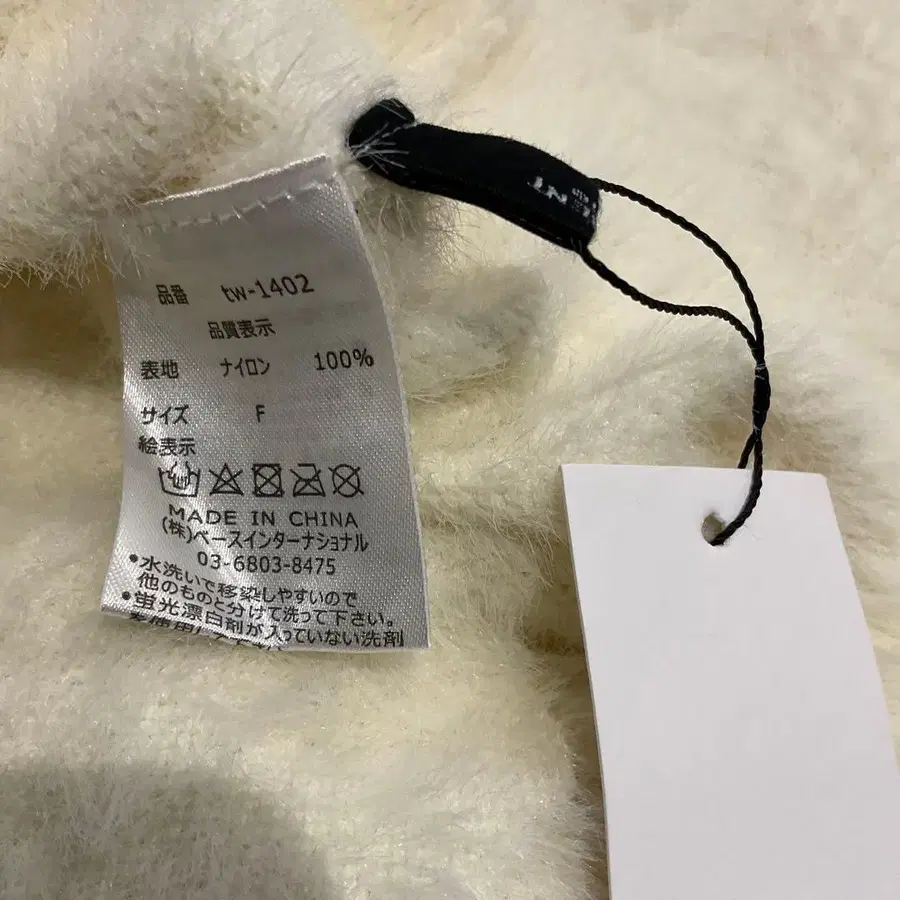 品番 tw-1402
品質表示
表地 ナイロン 100%
サイズ F
絵表示
MADE IN CHINA
(株)ベースインターナショナル
03-6803-8475
•水洗いで移染しやすいので
他のものと分けて洗って下さい。
•蛍光漂白剤が入っていない洗剤